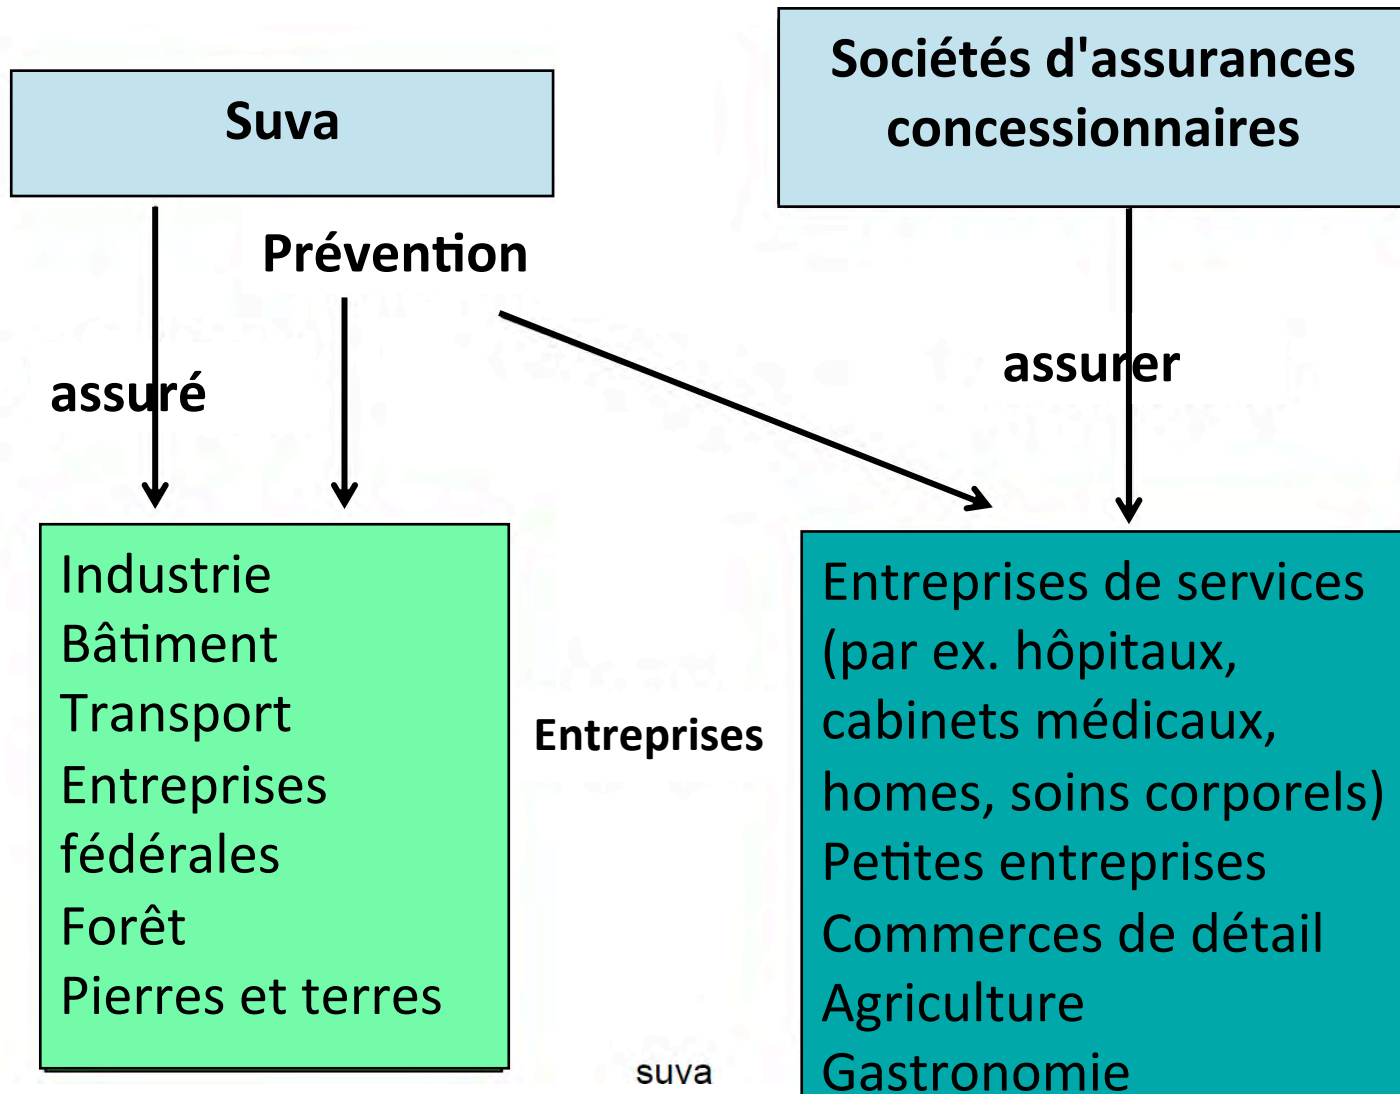 Suva
Sociétés d'assurances
concessionnaires
Prévention
assuré
assurer
Industrie
Bâtiment
Transport
Entreprises
fédérales
Forêt
Pierres et terres
Entreprises
Entreprises de services
(par ex. hôpitaux,
cabinets médicaux,
homes, soins corporels)
Petites entreprises
Commerces de détail
Agriculture
Gastronomie
suva